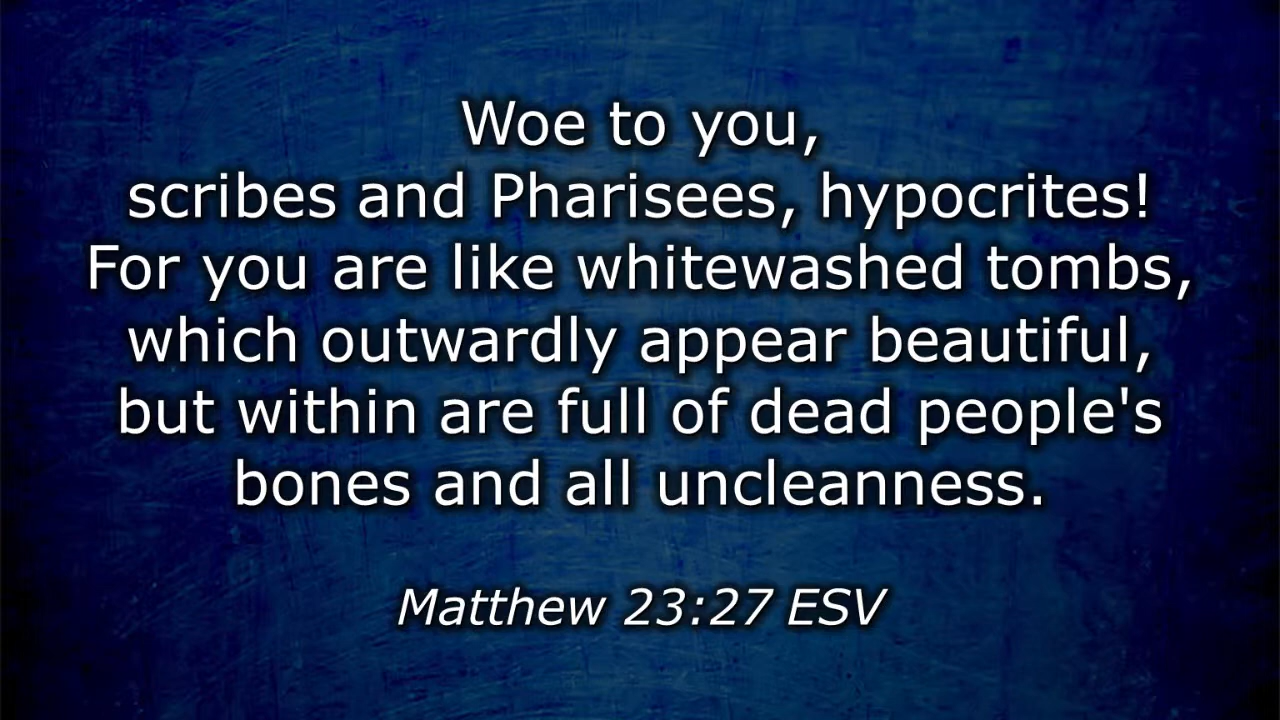 Woe to you,
scribes and Pharisees, hypocrites!
For you are like whitewashed tombs,
which outwardly appear beautiful,
but within are full of dead people's
bones and all uncleanness.
Matthew 23:27 ESV